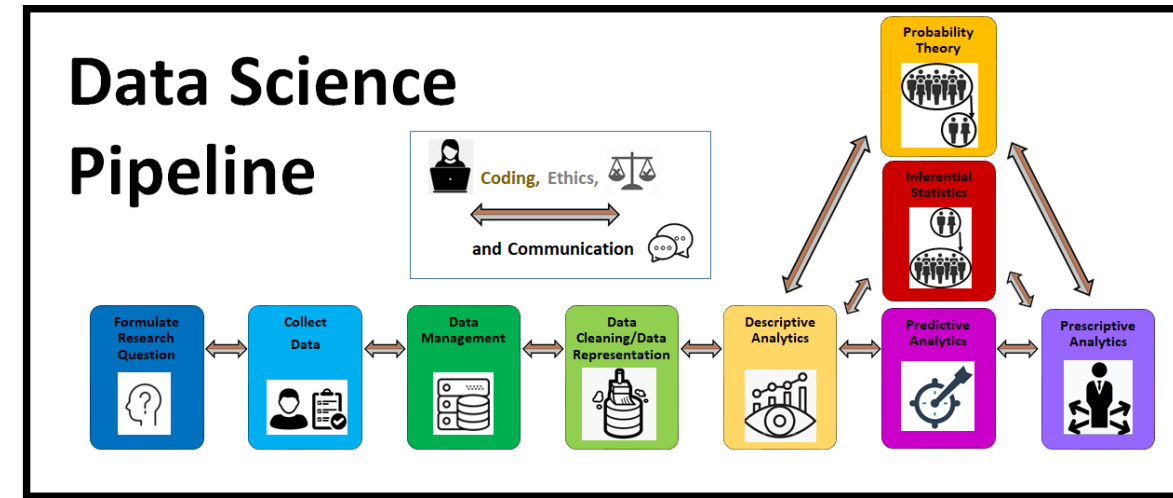 Data Science
Pipeline
Coding, Ethics,
and Communication
Probability
Theory
Inferential
Statistics
Formulate
Research
Question
Collect
Data
Data
Management
Data
Cleaning/Data
Representation
Descriptive
Analytics
Predictive
Analytics
Prescriptive
Analytics